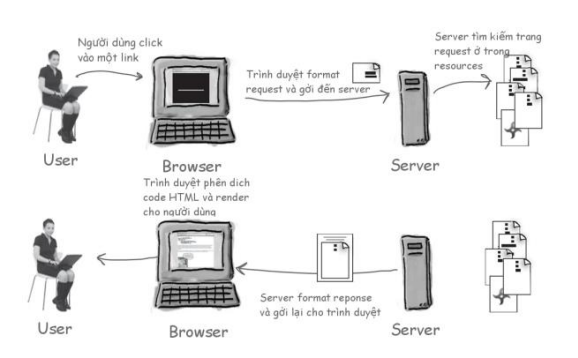 Người dùng click
vào một link
Trình duyệt format
request và gởi đến server
Server tìm kiếm trang
request ở trong
resources
User
Browser
Server
Trình duyệt phên dịch
code HTML và render
cho người dùng
Server format reponse
và gởi lại cho trình duyệt
User
Browser
Server